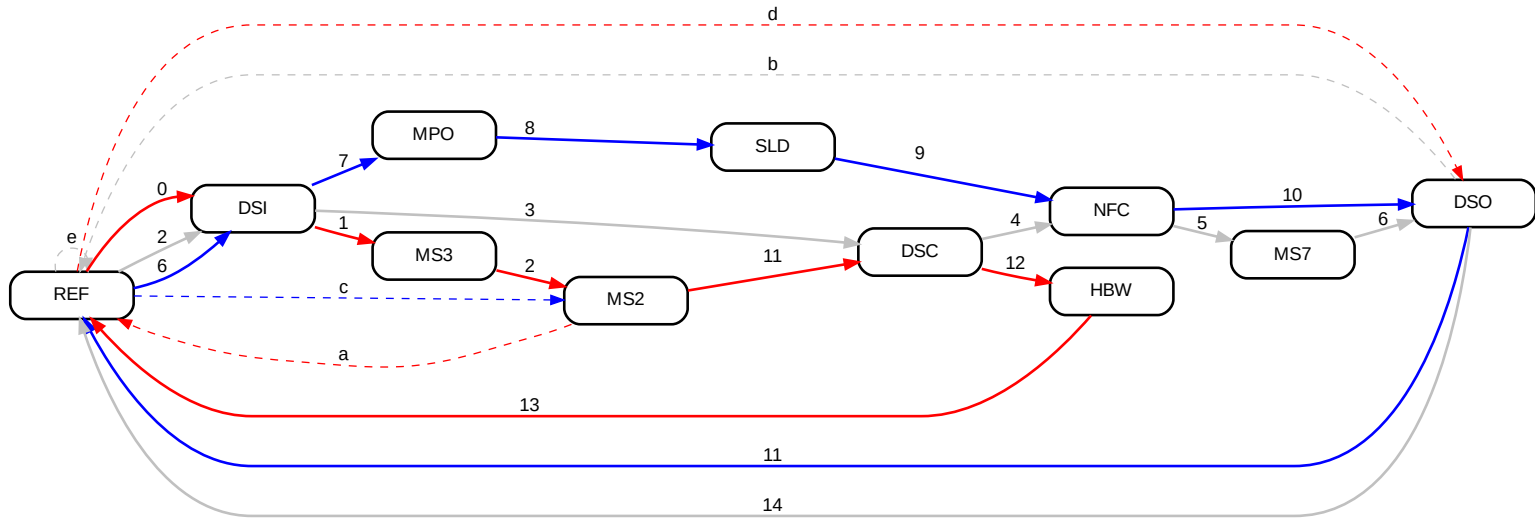 d
b
MPO
8
SLD
9
7
0
DSI
3
NFC
10
DSO
e
2
1
4
5
6
6
MS3
11
DSC
MS7
REF
c
2
MS2
12
HBW
a
13
11
14